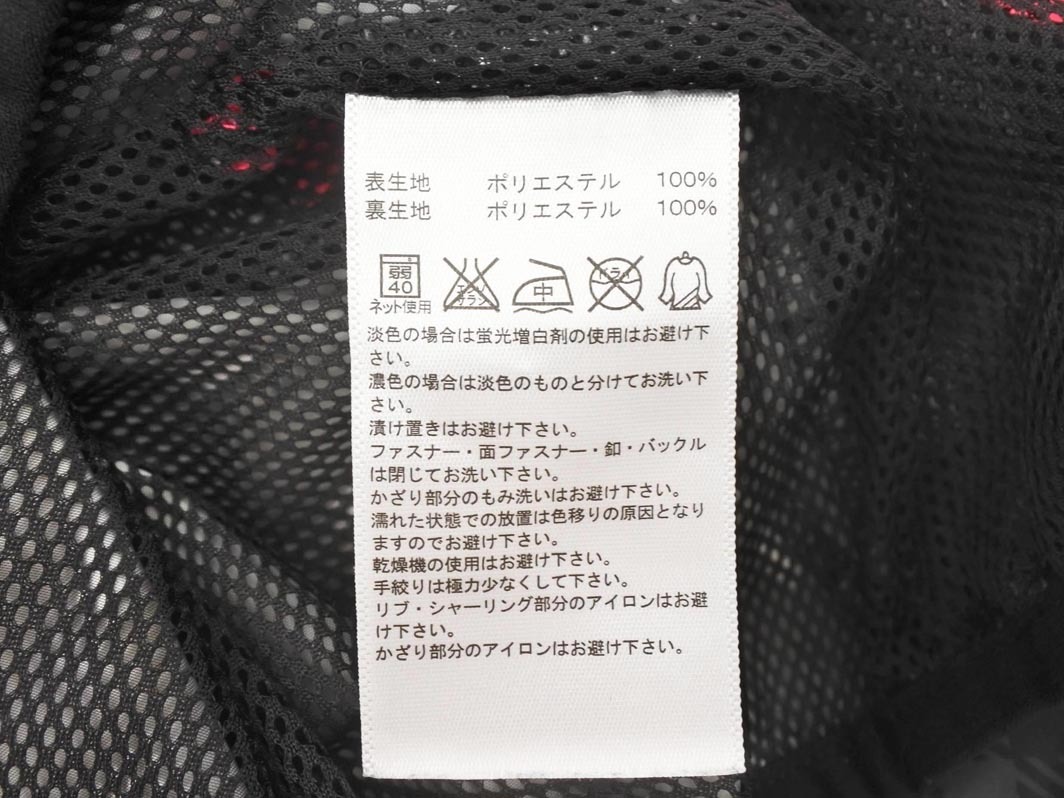 表生地 ポリエステル 100%
裏生地 ポリエステル 100%
弱
40
ネット使用
エンソ
サラシ
中
ドライ
淡色の場合は蛍光増白剤の使用はお避け下
さい。
濃色の場合は淡色のものと分けてお洗い下
さい。
漬け置きはお避け下さい。
ファスナー・面ファスナー・釦・バックル
は閉じてお洗い下さい。
かざり部分のもみ洗いはお避け下さい。
濡れた状態での放置は色移りの原因となり
ますのでお避け下さい。
乾燥機の使用はお避け下さい。
手絞りは極力少なくして下さい。
リブ・シャーリング部分のアイロンはお避
け下さい。
かざり部分のアイロンはお避け下さい。